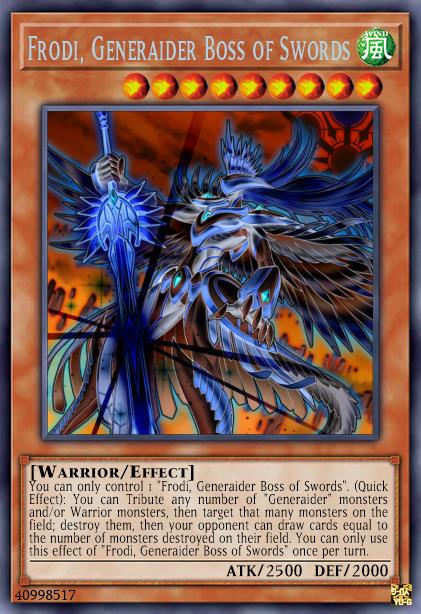 Frodi, Generaider Boss of Swords
WIND
風
[Warrior/Effect]
You can only control 1 "Frodi, Generaider Boss of Swords". (Quick
Effect): You can Tribute any number of "Generaider" monsters
and/or Warrior monsters, then target that many monsters on the
field; destroy them, then your opponent can draw cards equal to
the number of monsters destroyed on their field. You can only use
this effect of "Frodi, Generaider Boss of Swords" once per turn.
ATK/2500 DEF/2000
40998517